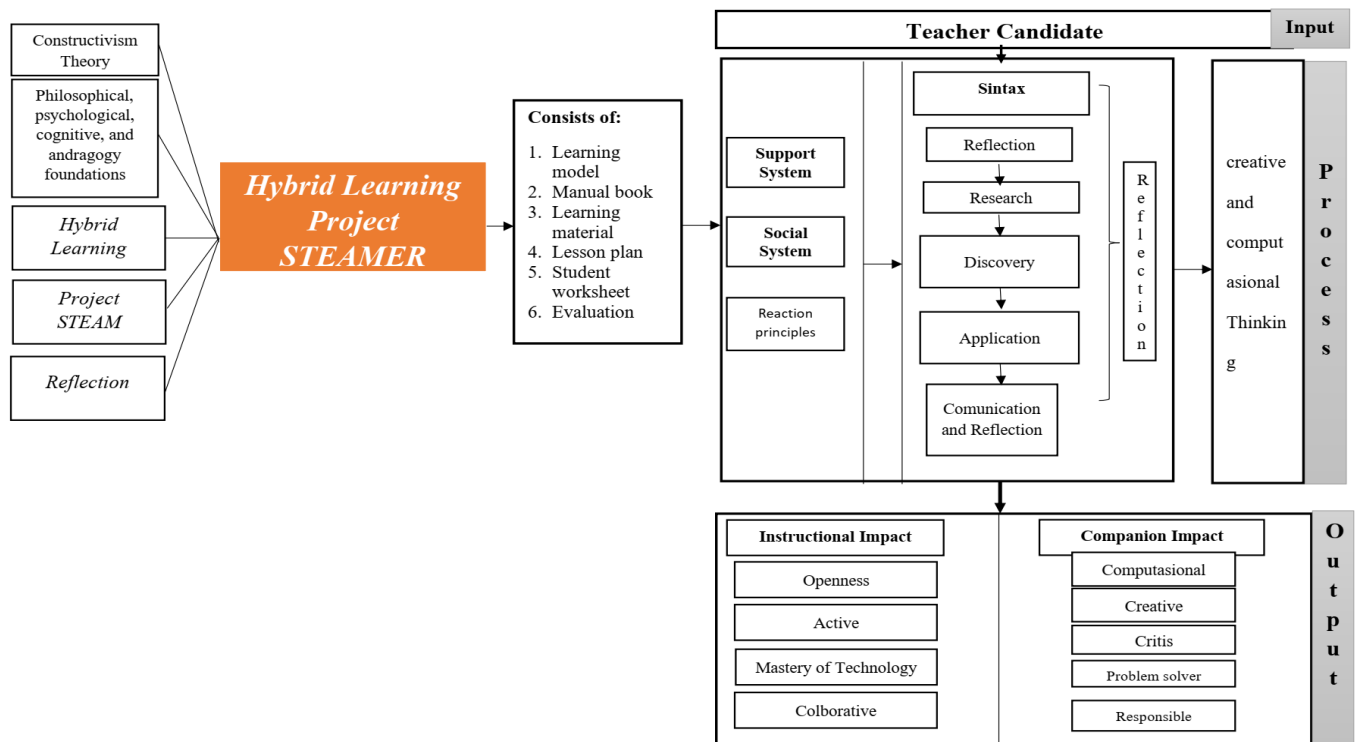 Constructivism
Theory
Philosophical,
psychological,
cognitive, and
andragogy
foundations
Hybrid
Learning
Project
STEAM
Reflection
Hybrid Learning
Project
STEAMER
Consists of:
1. Learning
model
2. Manual book
3. Learning
material
4. Lesson plan
5. Student
worksheet
6. Evaluation
Teacher Candidate
Input
Support
System
Social
System
Reaction
principles
Sintax
Reflection
Research
Discovery
Application
Comunication
and Reflection
R
e
f
l
e
c
t
i
o
n
creative
and
comput
asional
Thinkin
g
P
r
o
c
e
s
s
Instructional Impact
Openness
Active
Mastery of Technology
Colborative
Companion Impact
Computasional
Creative
Critis
Problem solver
Responsible
O
u
t
p
u
t